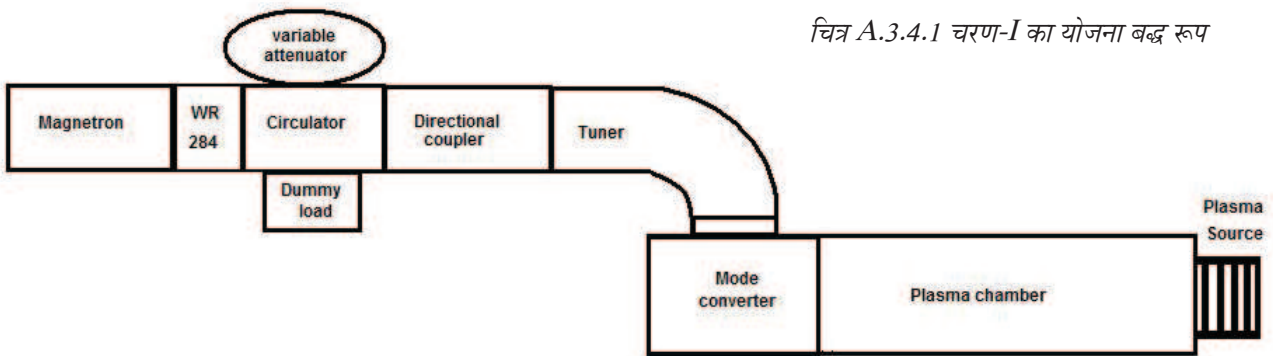 चित्र A.3.4.1 चरण-I का योजना बद्ध रूप
variable
attenuator
Magnetron
WR
284
Circulator
Directional
coupler
Tuner
Dummy
load
Plasma
Source
Mode
converter
Plasma chamber